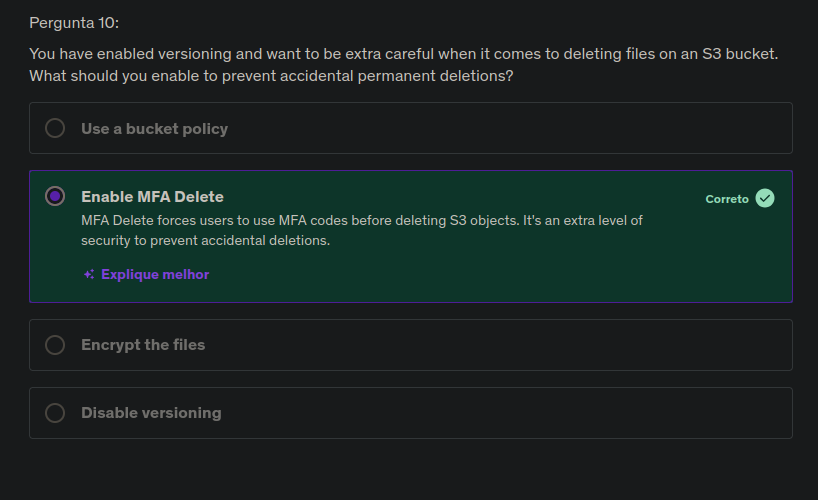 Pergunta 10:
You have enabled versioning and want to be extra careful when it comes to deleting files on an S3 bucket.
What should you enable to prevent accidental permanent deletions?
Use a bucket policy
Enable MFA Delete
Correto
MFA Delete forces users to use MFA codes before deleting S3 objects. It's an extra level of
security to prevent accidental deletions.
Explique melhor
Encrypt the files
Disable versioning